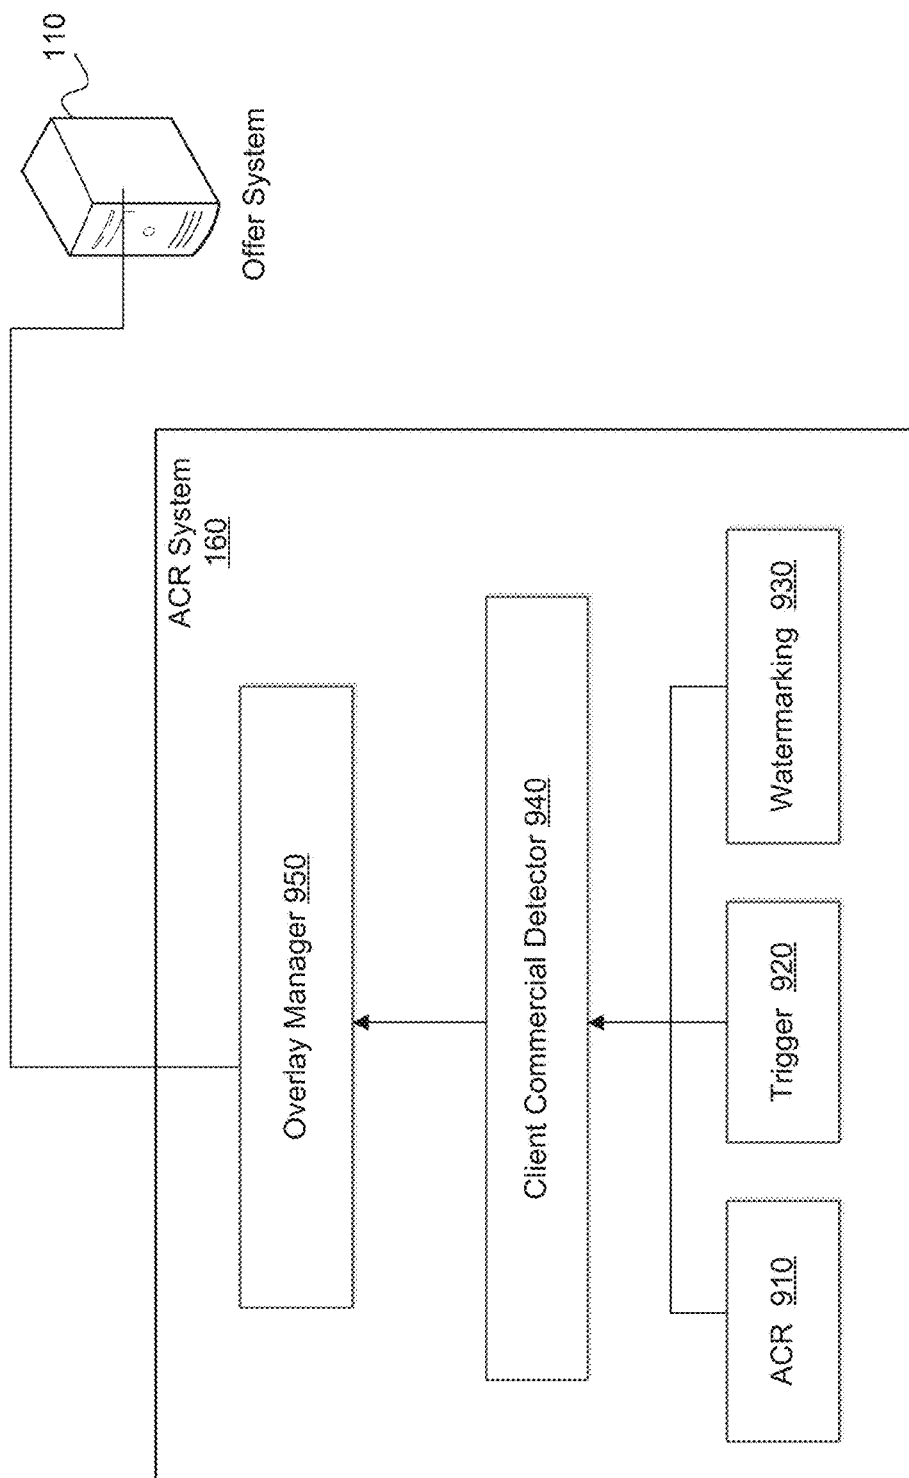 110
Offer System
ACR System
160
Overlay Manager 950
Client Commercial Detector 940
ACR 910
Trigger 920
Watermarking 930